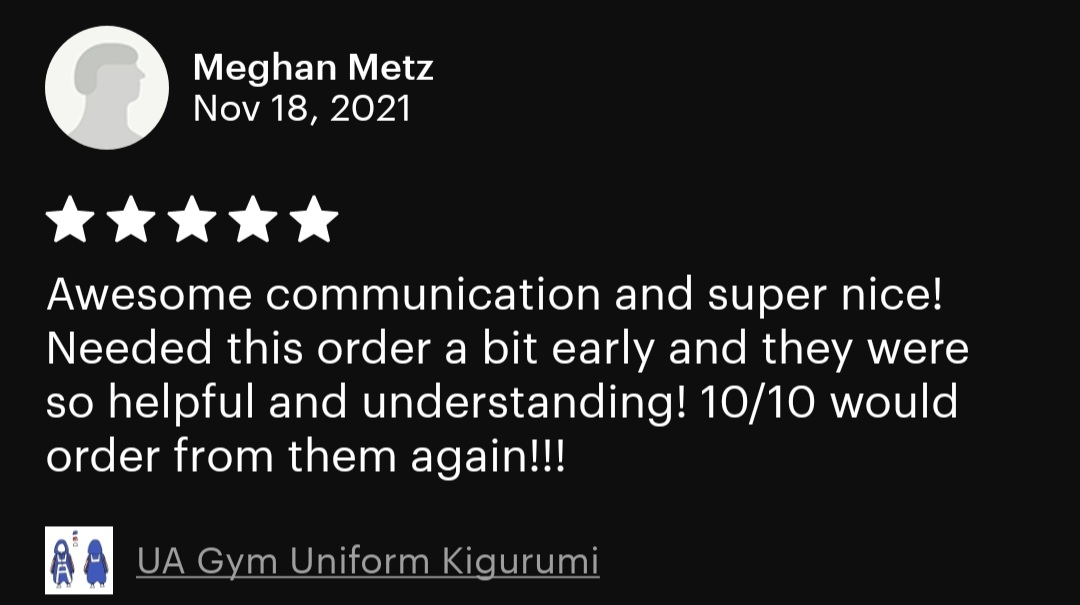 Meghan Metz
Nov 18, 2021
Awesome communication and super nice!
Needed this order a bit early and they were
so helpful and understanding! 10/10 would
order from them again!!!
UA Gym Uniform Kigurumi